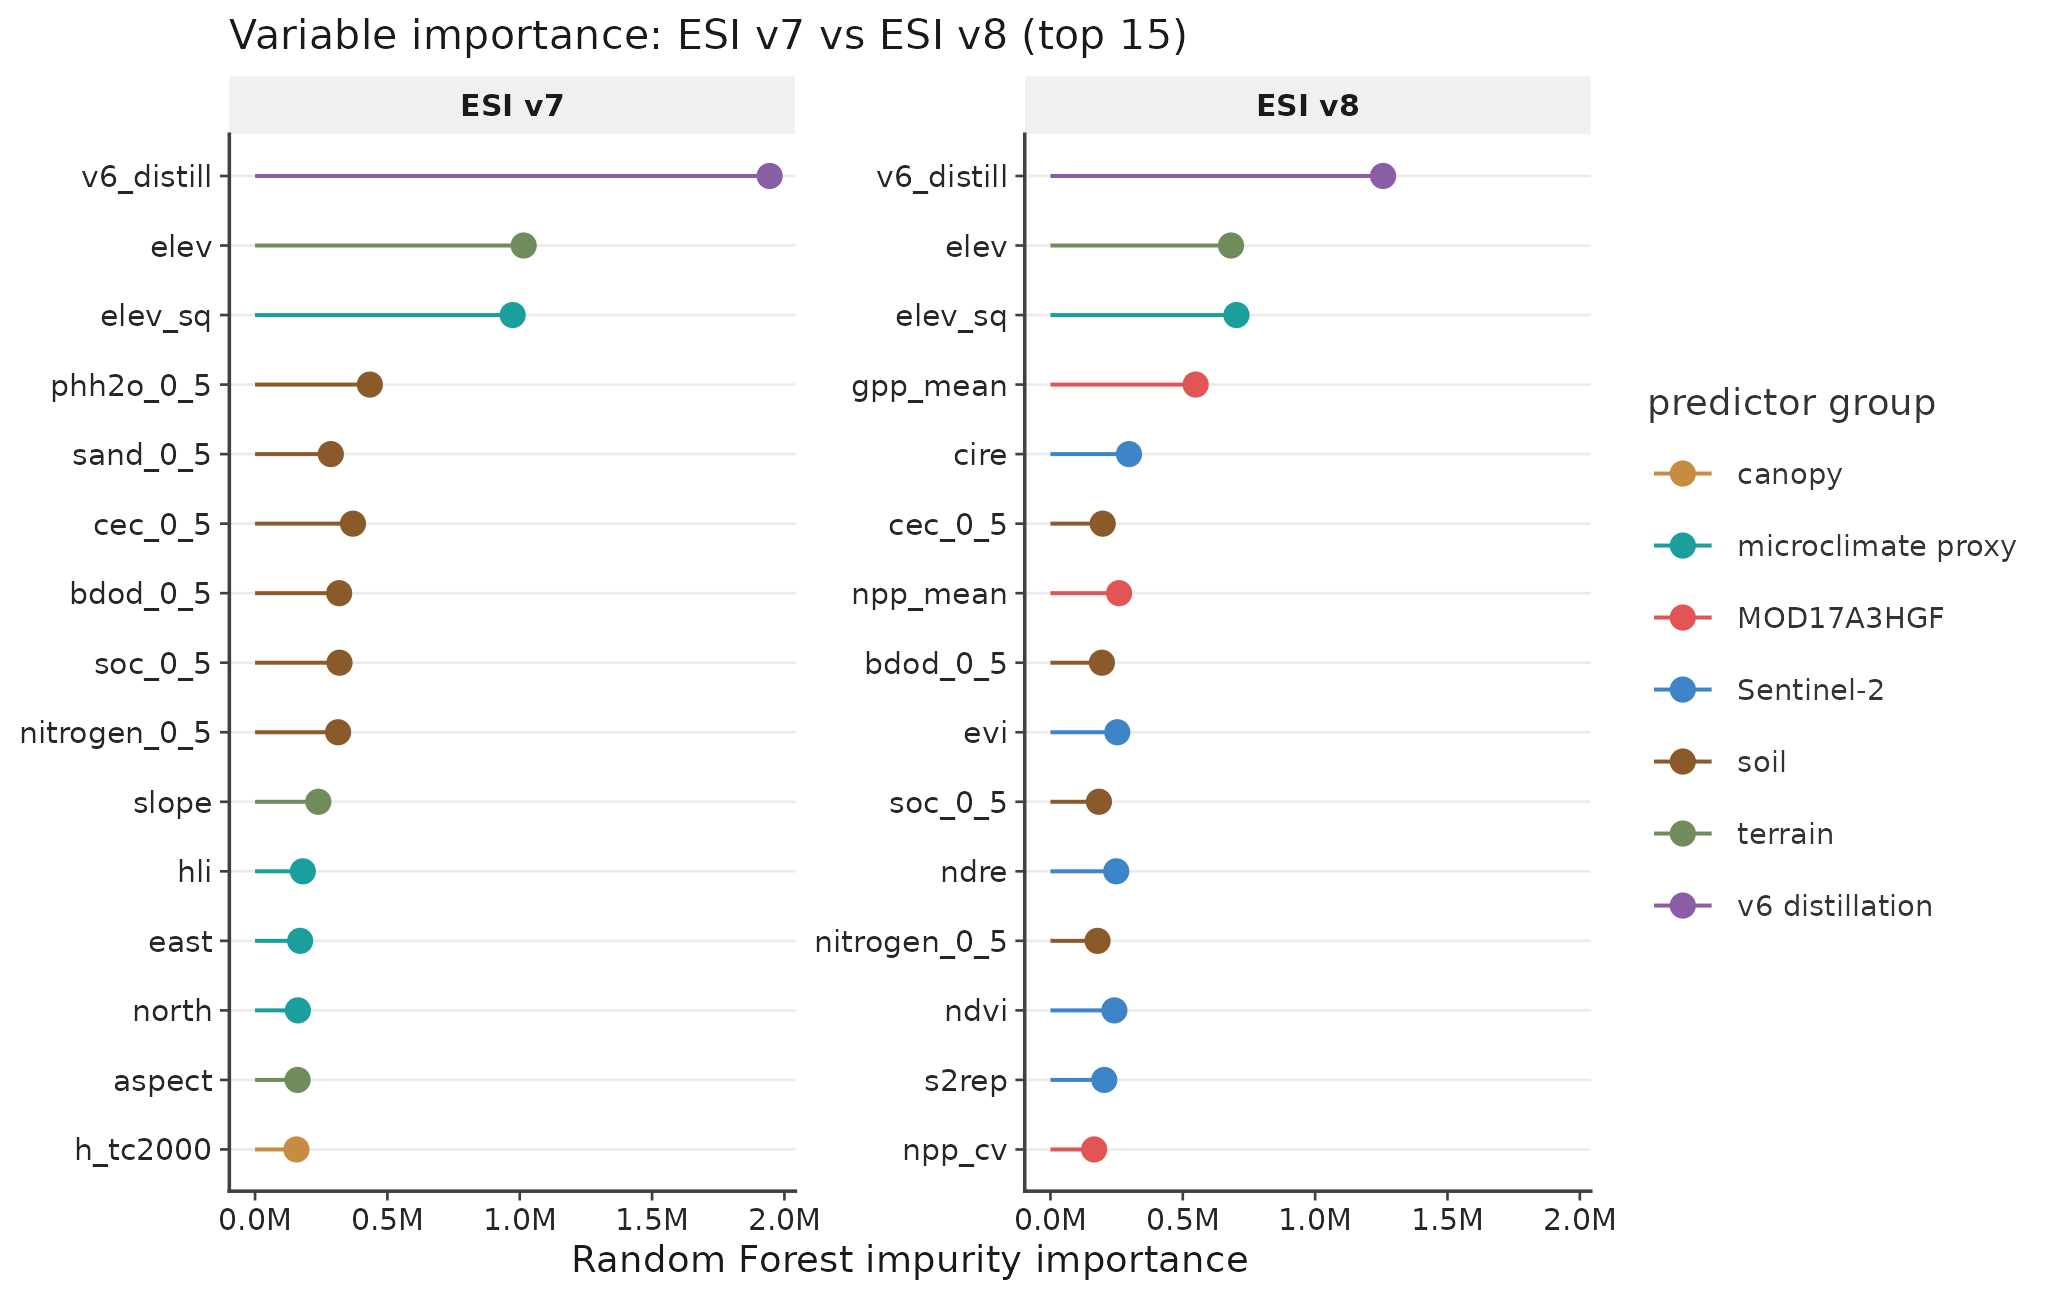 Variable importance: ESI v7 vs ESI v8 (top 15)
ESI v7
v6_distill
elev
elev_sq
phh2o_0_5
sand_0_5
cec_0_5
bdod_0_5
soc_0_5
nitrogen_0_5
slope
hli
east
north
aspect
h_tc2000
0.0M 0.5M 1.0M 1.5M 2.0M
ESI v8
v6_distill
elev
elev_sq
gpp_mean
cire
cec_0_5
npp_mean
bdod_0_5
evi
soc_0_5
ndre
nitrogen_0_5
ndvi
s2rep
npp_cv
0.0M 0.5M 1.0M 1.5M 2.0M
Random Forest impurity importance
predictor group
canopy
microclimate proxy
MOD17A3HGF
Sentinel-2
soil
terrain
v6 distillation